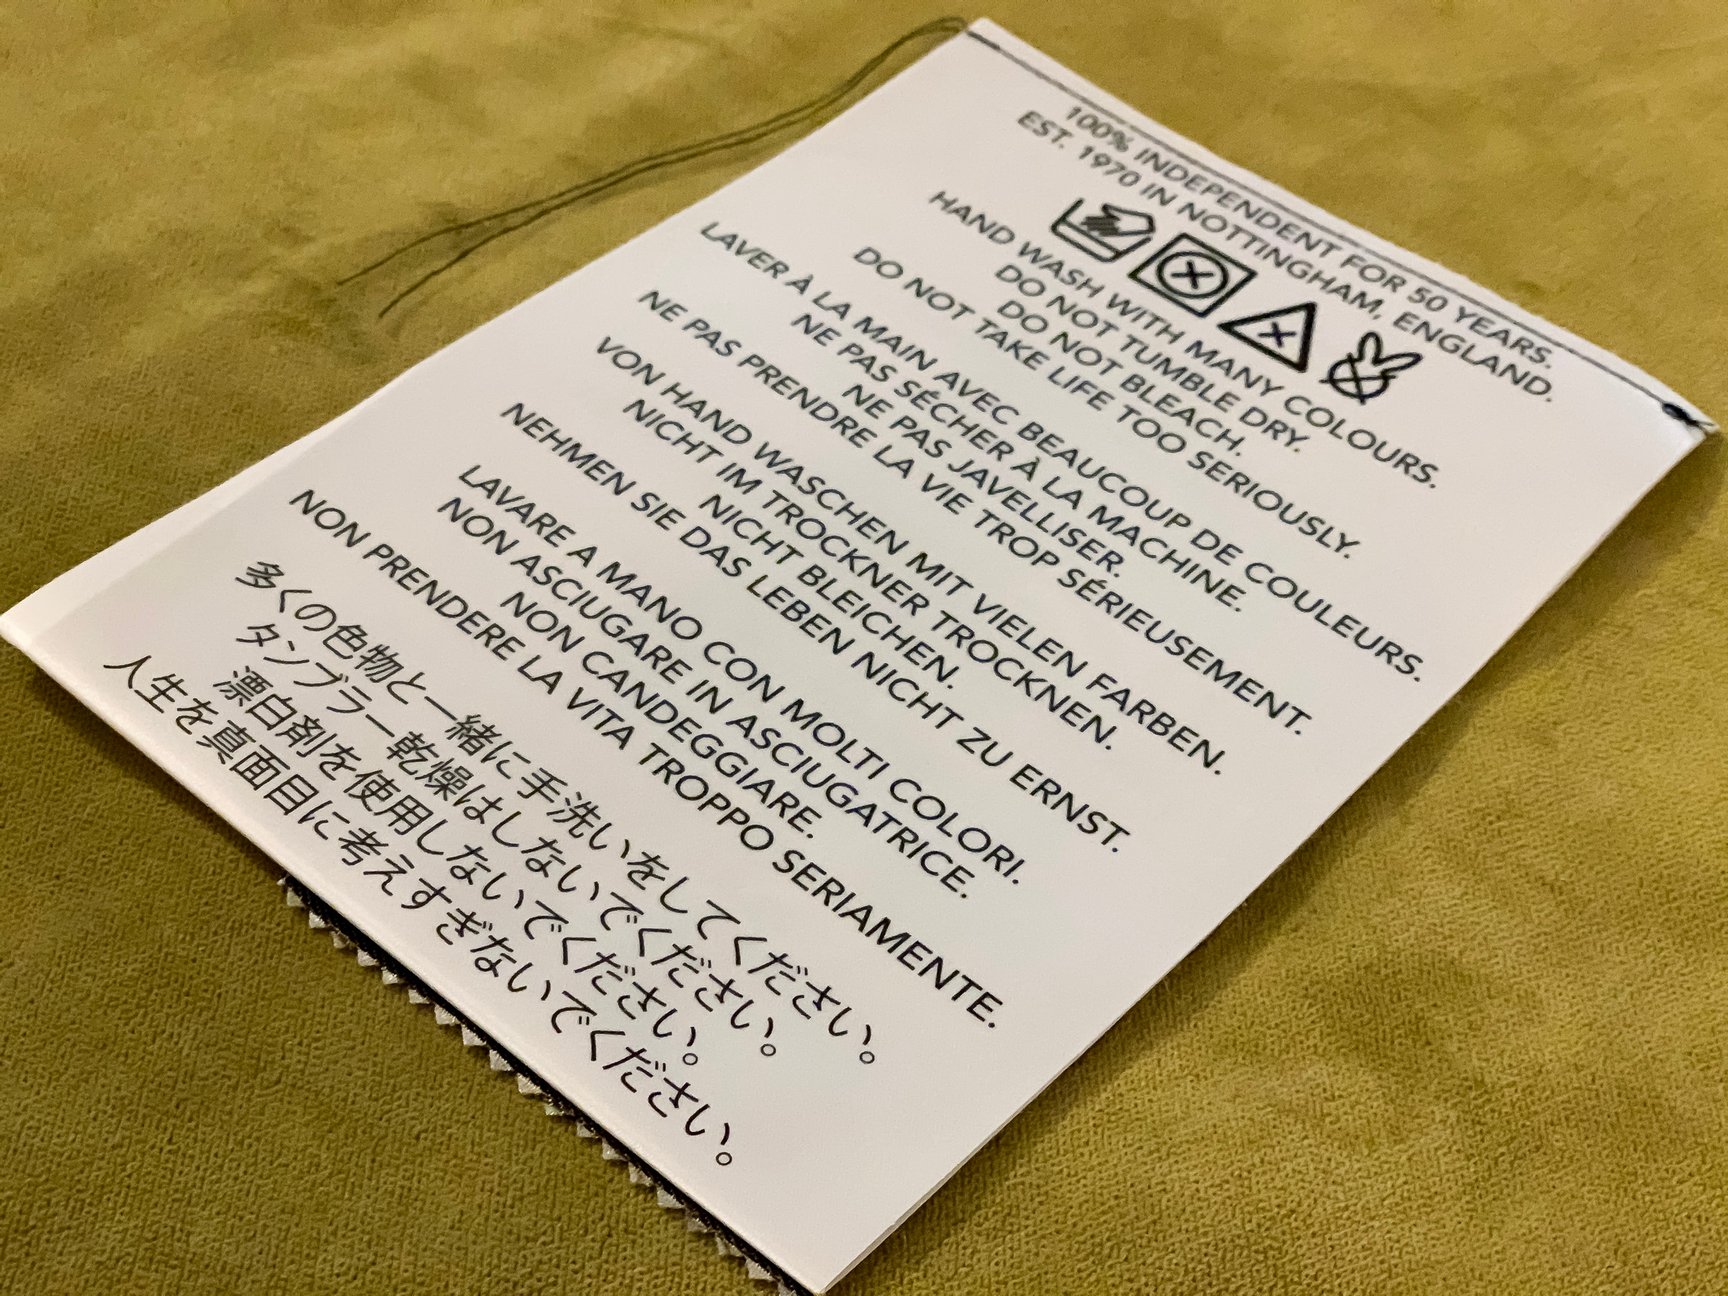 100% INDEPENDENT FOR 50 YEARS.
EST. 1970 IN NOTTINGHAM, ENGLAND.
HAND WASH WITH MANY COLOURS.
DO NOT TUMBLE DRY.
DO NOT BLEACH.
DO NOT TAKE LIFE TOO SERIOUSLY.
LAVER À LA MAIN AVEC BEAUCOUP DE COULEURS.
NE PAS SÉCHER À LA MACHINE.
NE PAS JAVELLISER.
NE PAS PRENDRE LA VIE TROP SÉRIEUSEMENT.
VON HAND WASCHEN MIT VIELEN FARBEN.
NICHT IM TROCKNER TROCKNEN.
NICHT BLEICHEN.
NEHMEN SIE DAS LEBEN NICHT ZU ERNST.
LAVARE A MANO CON MOLTI COLORI.
NON ASCIUGARE IN ASCIUGATRICE.
NON CANDEGGIARE.
NON PRENDERE LA VITA TROPPO SERIAMENTE.
多くの色物と一緒に手洗いをしてください。
タンブラー乾燥はしないでください。
漂白剤を使用しないでください。
人生を真面目に考えすぎないでください。